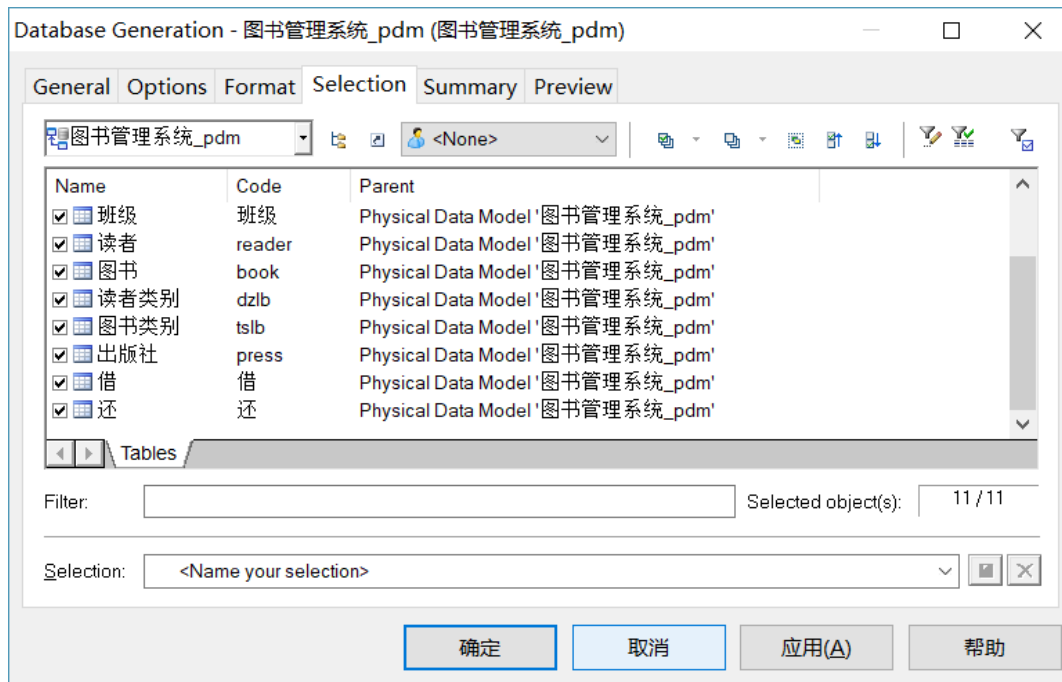 Database Generation - 图书管理系统_pdm (图书管理系统_pdm)
General Options Format Selection Summary Preview
图书管理系统_pdm <None>
Name Code Parent
班级 班级 Physical Data Model '图书管理系统_pdm'
读者 reader Physical Data Model '图书管理系统_pdm'
图书 book Physical Data Model '图书管理系统_pdm'
读者类别 dzlb Physical Data Model '图书管理系统_pdm'
图书类别 tslb Physical Data Model '图书管理系统_pdm'
出版社 press Physical Data Model '图书管理系统_pdm'
借 借 Physical Data Model '图书管理系统_pdm'
还 还 Physical Data Model '图书管理系统_pdm'
Tables
Filter: Selected object(s): 11 / 11
Selection: <Name your selection>
确定 取消 应用(A) 帮助